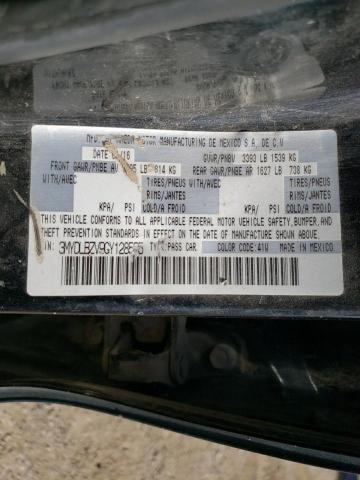 MOTOR MANUFACTURING DE MEXICO S.A. DE C.V
16 GVWR/PNBV 3393 LB 1539 KG
FRONT GAWR/PNBE AV LB 814 KG REAR GAWR/PNBE AR 1627 LB 738 KG
WITH/AVEC TIRES/PNEUS WITH/AVEC TIRES/PNEUS
RIMS/JANTES RIMS/JANTES
KPA/ PSI COLD/A FROID KPA/ PSI COLD/A FROID
THIS VEHICLE CONFORMS TO ALL APPLICABLE FEDERAL MOTOR VEHICLE SAFETY, BUMPER, AND
THEFT PREVENTION STANDARDS IN EFFECT ON THE DATE OF MANUFACTURE SHOWN ABOVE.
IN: TYPE: PASS CAR COLOR CODE: 41W MADE IN MEXICO